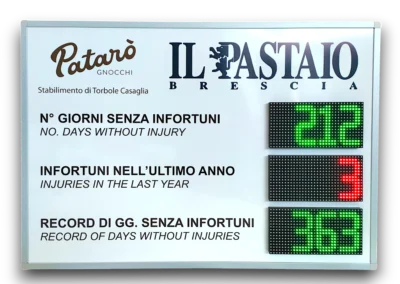 Patarò
GNOCCHI
IL PASTAIO
BRESCIA
Stabilimento di Torbole Casaglia
N° GIORNI SENZA INFORTUNI
NO. DAYS WITHOUT INJURY
212
INFORTUNI NELL'ULTIMO ANNO
INJURIES IN THE LAST YEAR
3
RECORD DI GG. SENZA INFORTUNI
RECORD OF DAYS WITHOUT INJURIES
363